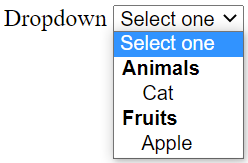 Dropdown Select one
Select one
Animals
Cat
Fruits
Apple